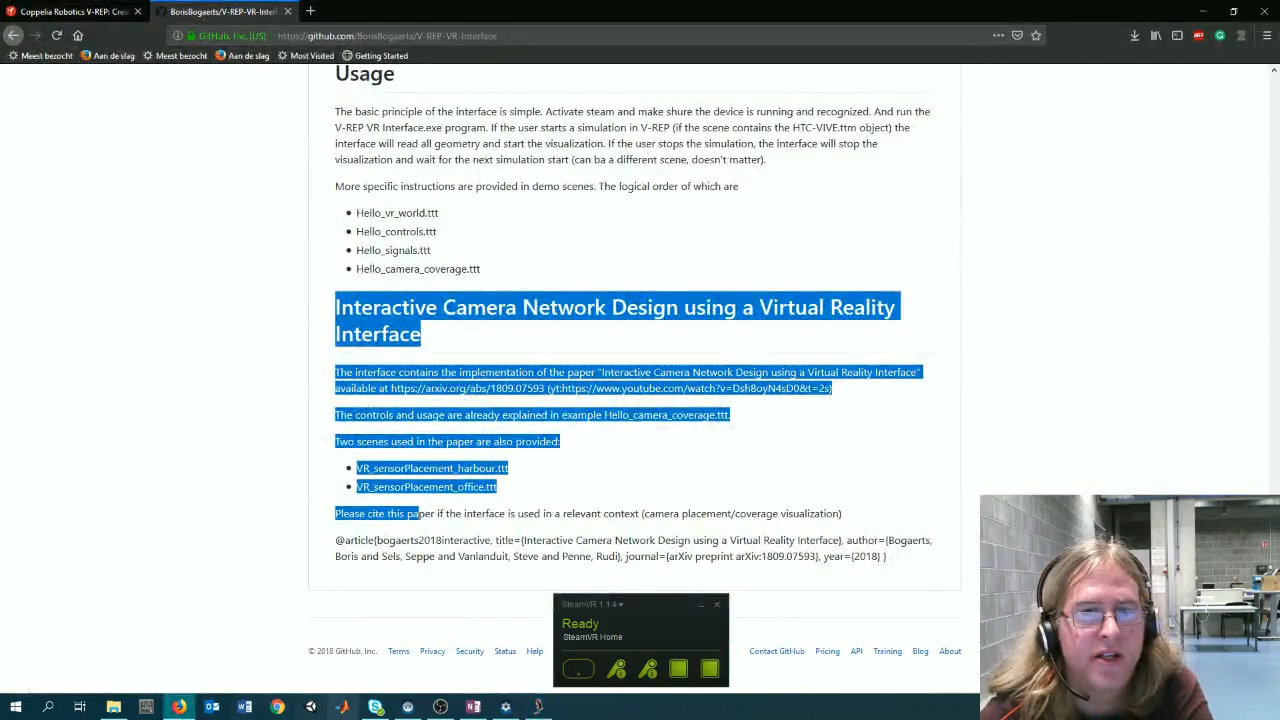 Coppelia Robotics V-REP: Crea
BorisBogaerts/V-REP-VR-Interf
GitHub, Inc. (US)
https://github.com/BorisBogaerts/V-REP-VR-Interface
Meest bezocht
Aan de slag
Meest bezocht
Aan de slag
Most Visited
Getting Started
Usage
The basic principle of the interface is simple. Activate steam and make shure the device is running and recognized. And run the
V-REP VR Interface.exe program. If the user starts a simulation in V-REP (if the scene contains the HTC-VIVE.ttm object) the
interface will read all geometry and start the visualization. If the user stops the simulation, the interface will stop the
visualization and wait for the next simulation start (can ba a different scene, doesn't matter).
More specific instructions are provided in demo scenes. The logical order of which are
Hello_vr_world.ttt
Hello_controls.ttt
Hello_signals.ttt
Hello_camera_coverage.ttt
Interactive Camera Network Design using a Virtual Reality
Interface
The interface contains the implementation of the paper "Interactive Camera Network Design using a Virtual Reality Interface"
available at https://arxiv.org/abs/1809.07593 (yt:https://www.youtube.com/watch?v=Dsh8oyN4sD0&t=2s)
The controls and usage are already explained in example Hello_camera_coverage.ttt.
Two scenes used in the paper are also provided:
VR_sensorPlacement_harbour.ttt
VR_sensorPlacement_office.ttt
Please cite this paper if the interface is used in a relevant context (camera placement/coverage visualization)
@article{bogaerts2018interactive, title={Interactive Camera Network Design using a Virtual Reality Interface}, author={Bogaerts,
Boris and Sels, Seppe and Vanlanduit, Steve and Penne, Rudi}, journal={arXiv preprint arXiv:1809.07593}, year={2018} }
SteamVR 1.1.4
Ready
SteamVR Home
© 2018 GitHub, Inc. Terms Privacy Security Status Help
Contact GitHub Pricing API Training Blog About